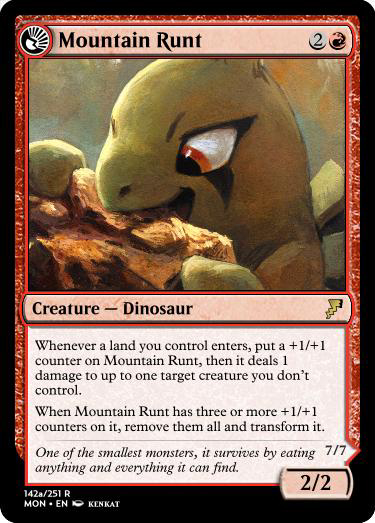 Mountain Runt 2
Creature — Dinosaur
Whenever a land you control enters, put a +1/+1
counter on Mountain Runt, then it deals 1
damage to up to one target creature you don't
control.
When Mountain Runt has three or more +1/+1
counters on it, remove them all and transform it.
One of the smallest monsters, it survives by eating
anything and everything it can find.
7/7
2/2
142a/251 R
MON • EN KENKAT